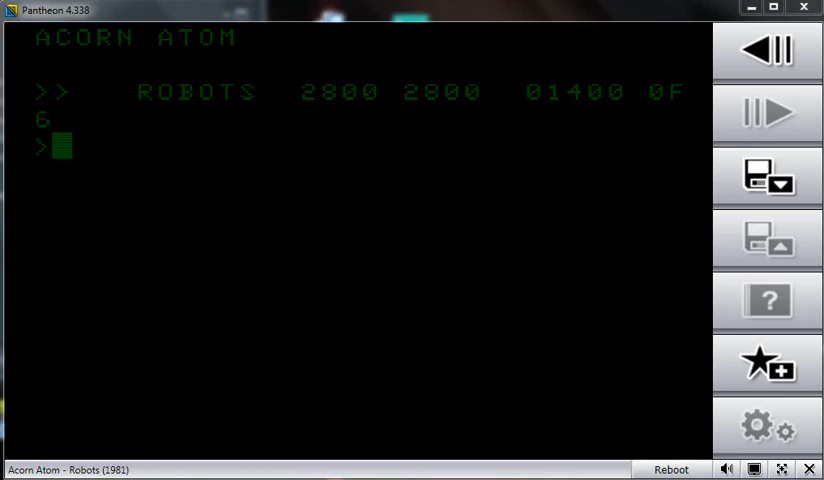 Pantheon 4.338
ACORN ATOM
>> ROBOTS 2800 2800 01400 0F
6
>
?
Acorn Atom - Robots (1981)
Reboot